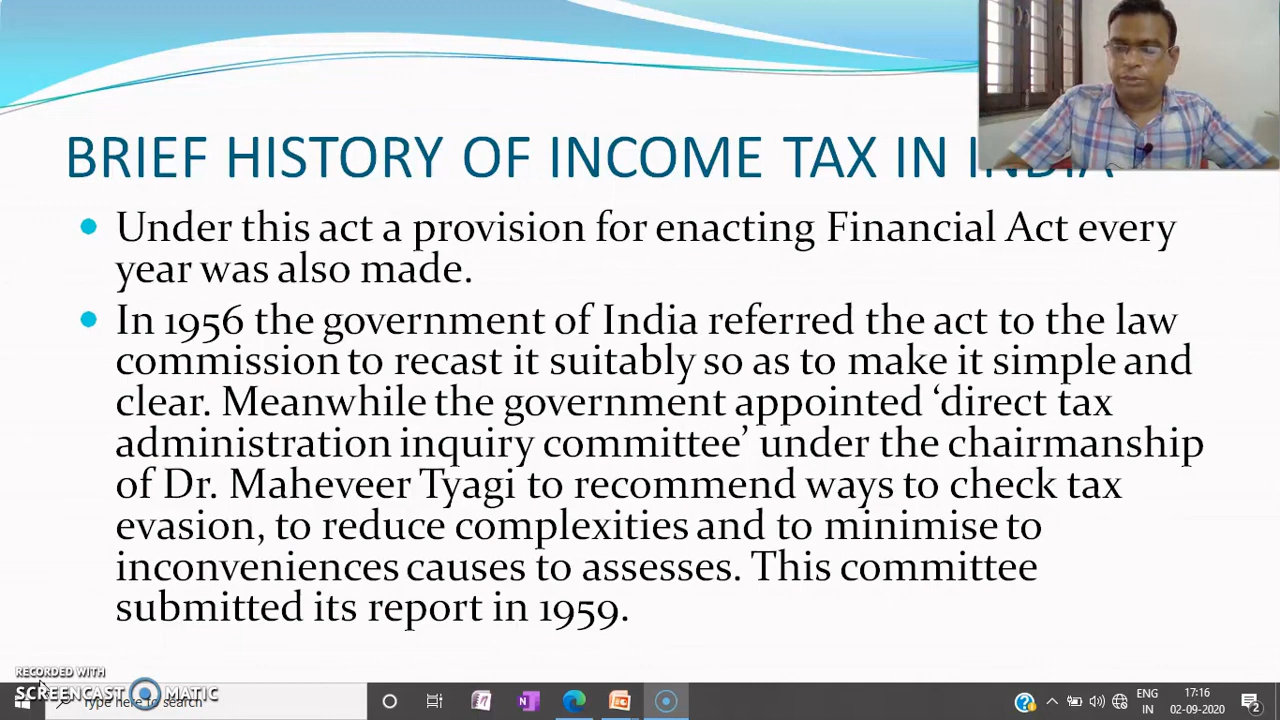 BRIEF HISTORY OF INCOME TAX IN INDIA
Under this act a provision for enacting Financial Act every
year was also made.
In 1956 the government of India referred the act to the law
commission to recast it suitably so as to make it simple and
clear. Meanwhile the government appointed ‘direct tax
administration inquiry committee’ under the chairmanship
of Dr. Maheveer Tyagi to recommend ways to check tax
evasion, to reduce complexities and to minimise to
inconveniences causes to assesses. This committee
submitted its report in 1959.
RECORDED WITH
SCREENCAST MATIC
Type here to search
ENG
IN
17:16
02-09-2020
2